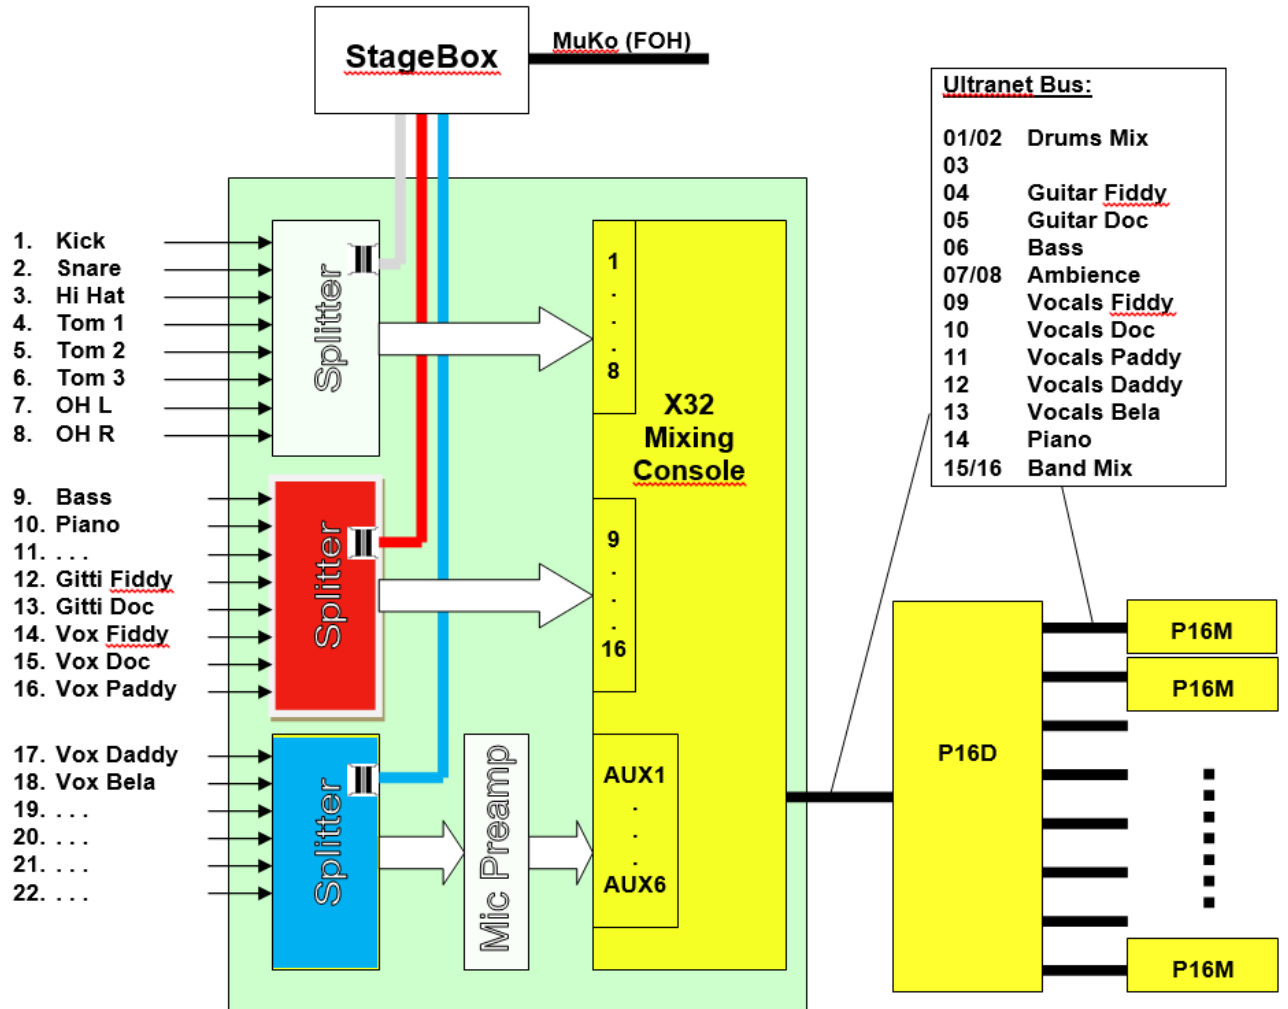 StageBox
MuKo (FOH)
Ultranet Bus:
01/02 Drums Mix
03
04 Guitar Fiddy
05 Guitar Doc
06 Bass
07/08 Ambience
09 Vocals Fiddy
10 Vocals Doc
11 Vocals Paddy
12 Vocals Daddy
13 Vocals Bela
14 Piano
15/16 Band Mix
1. Kick
2. Snare
3. Hi Hat
4. Tom 1
5. Tom 2
6. Tom 3
7. OH L
8. OH R
Splitter
1
.
.
.
8
X32
Mixing
Console
9. Bass
10. Piano
11. . . .
12. Gitti Fiddy
13. Gitti Doc
14. Vox Fiddy
15. Vox Doc
16. Vox Paddy
Splitter
9
.
.
.
16
17. Vox Daddy
18. Vox Bela
19. . . .
20. . . .
21. . . .
22. . . .
Splitter
Mic Preamp
AUX1
.
.
.
AUX6
P16D
P16M
P16M
P16M